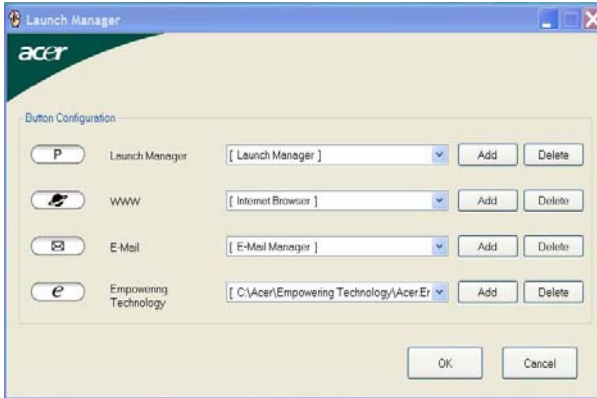 Launch Manager
acer
Button Configuration
P Launch Manager [ Launch Manager ] Add Delete
WWW [ Internet Browser ] Add Delete
E-Mail [ E-Mail Manager ] Add Delete
e Empowering Technology [ C:\Acer\Empowering Technology\Acer.Er Add Delete
OK Cancel